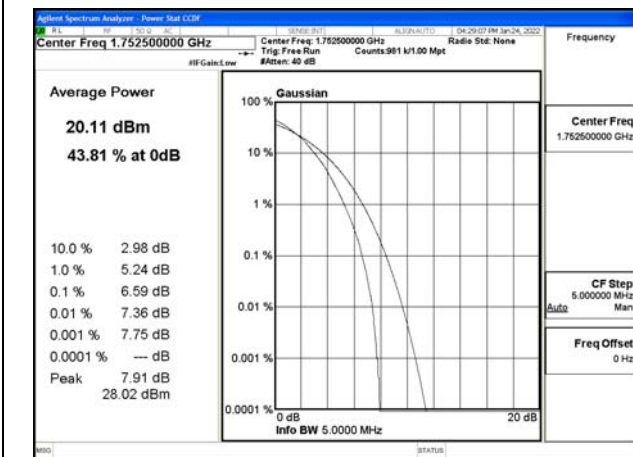 Agilent Spectrum Analyzer - Power Stat CCDF
RL RF 50 Ω AC SENSE:INT ALIGN AUTO 04:29:07 PM Jan 24, 2022
Center Freq 1.752500000 GHz
Center Freq: 1.752500000 GHz
Radio Std: None
Trig: Free Run Counts:981 k/1.00 Mpt
#IFGain:Low #Atten: 40 dB
Frequency
Average Power
20.11 dBm
43.81 % at 0dB
10.0 % 2.98 dB
1.0 % 5.24 dB
0.1 % 6.59 dB
0.01 % 7.36 dB
0.001 % 7.75 dB
0.0001 % --- dB
Peak 7.91 dB
28.02 dBm
Gaussian
100 %
10 %
1 %
0.1 %
0.01 %
0.001 %
0.0001 %
0 dB 20 dB
Info BW 5.0000 MHz
Center Freq
1.752500000 GHz
CF Step
5.000000 MHz
Auto Man
Freq Offset
0 Hz
MSG STATUS